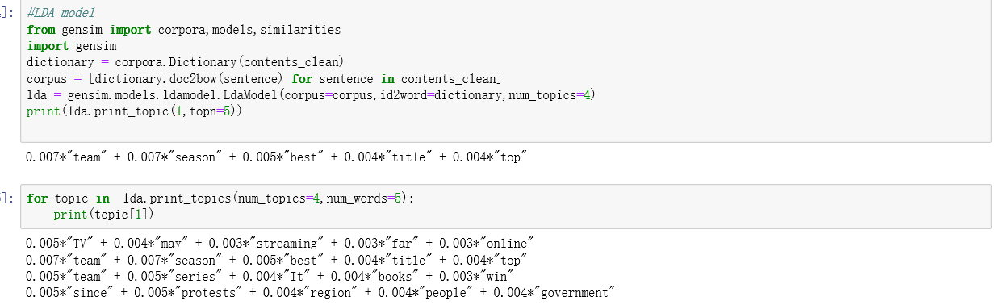 ]: #LDA model
from gensim import corpora,models,similarities
import gensim
dictionary = corpora.Dictionary(contents_clean)
corpus = [dictionary.doc2bow(sentence) for sentence in contents_clean]
lda = gensim.models.ldamodel.LdaModel(corpus=corpus,id2word=dictionary,num_topics=4)
print(lda.print_topic(1,topn=5))
0.007*"team" + 0.007*"season" + 0.005*"best" + 0.004*"title" + 0.004*"top"
]: for topic in  lda.print_topics(num_topics=4,num_words=5):
    print(topic[1])
0.005*"TV" + 0.004*"may" + 0.003*"streaming" + 0.003*"far" + 0.003*"online"
0.007*"team" + 0.007*"season" + 0.005*"best" + 0.004*"title" + 0.004*"top"
0.005*"team" + 0.005*"series" + 0.004*"It" + 0.004*"books" + 0.003*"win"
0.005*"since" + 0.005*"protests" + 0.004*"region" + 0.004*"people" + 0.004*"government"